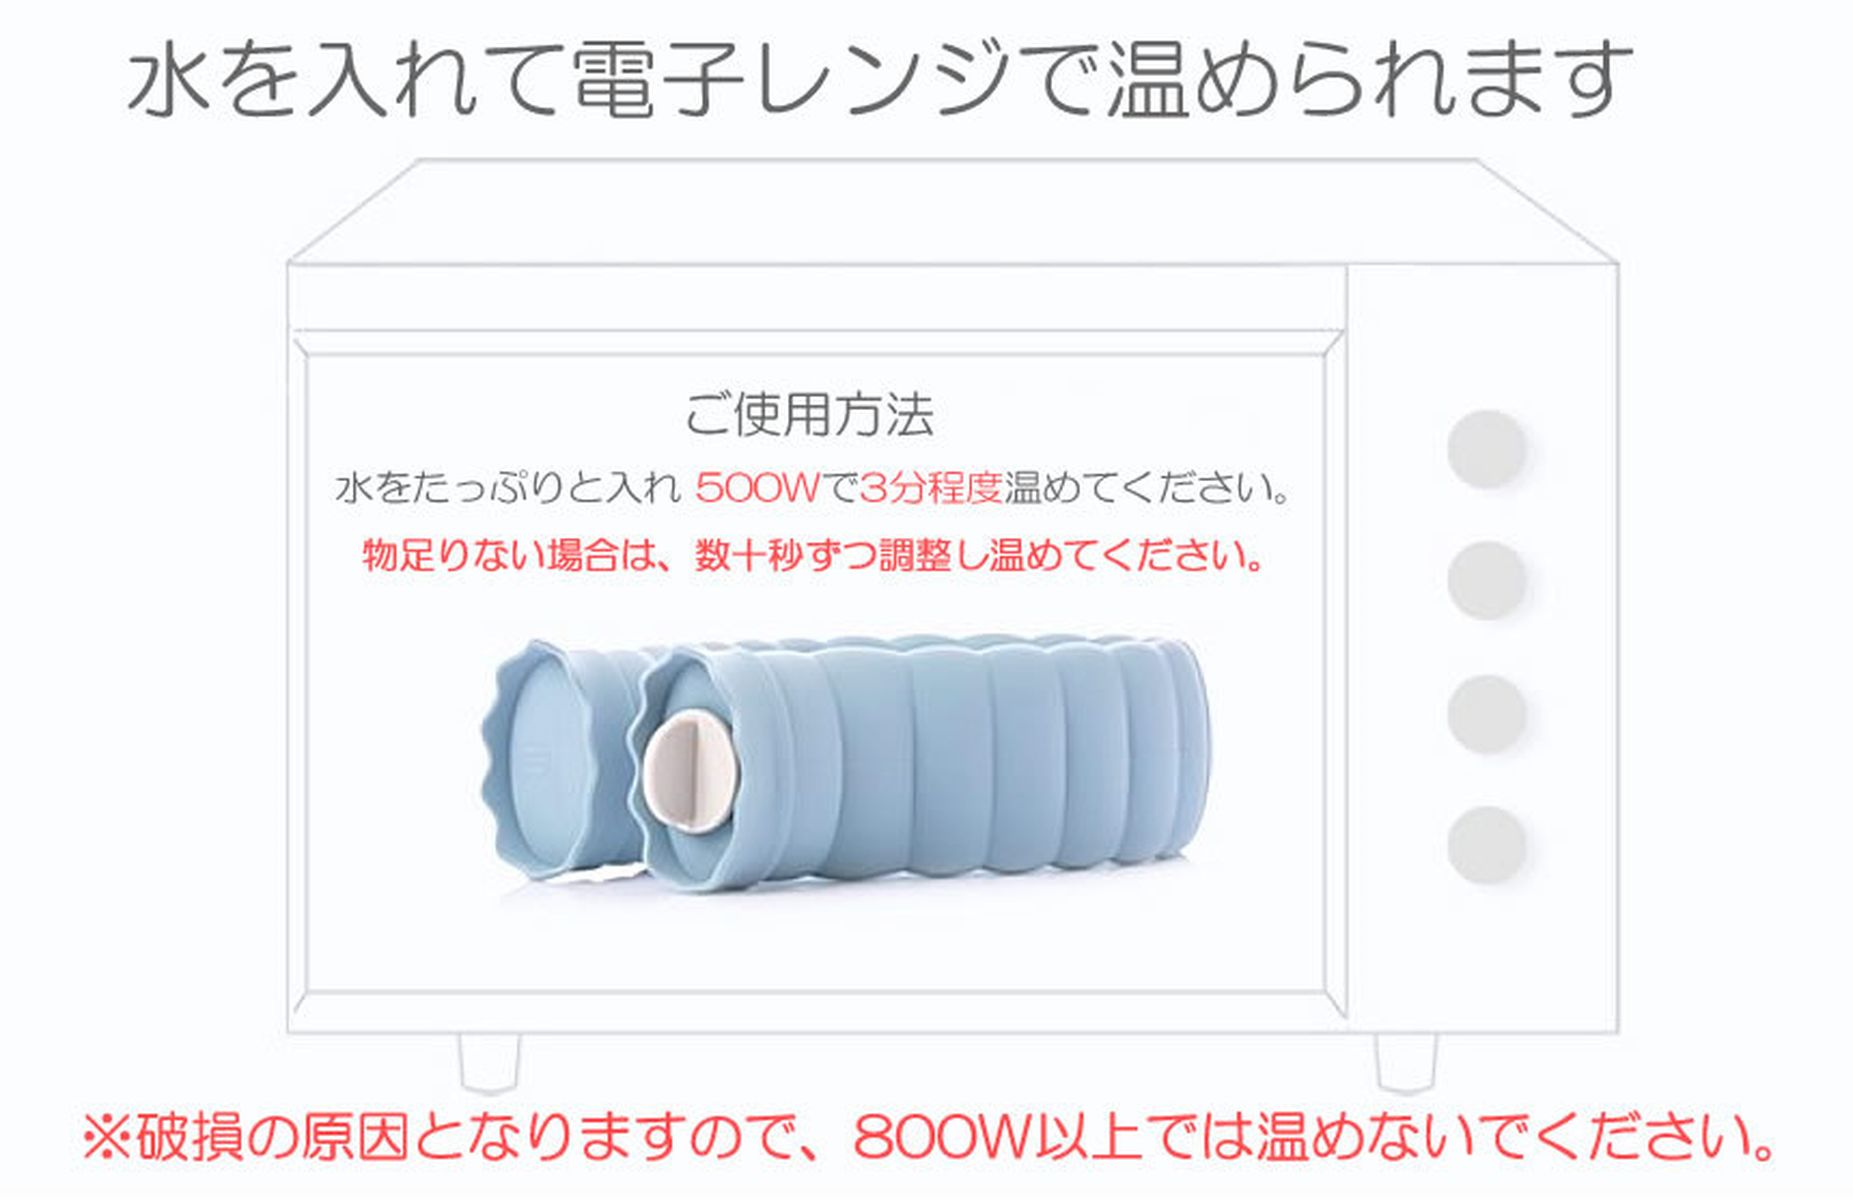 水を入れて電子レンジで温められます
ご使用方法
水をたっぷりと入れ 500Wで3分程度温めてください。
物足りない場合は、数十秒ずつ調整し温めてください。
※破損の原因となりますので、800W以上では温めないでください。